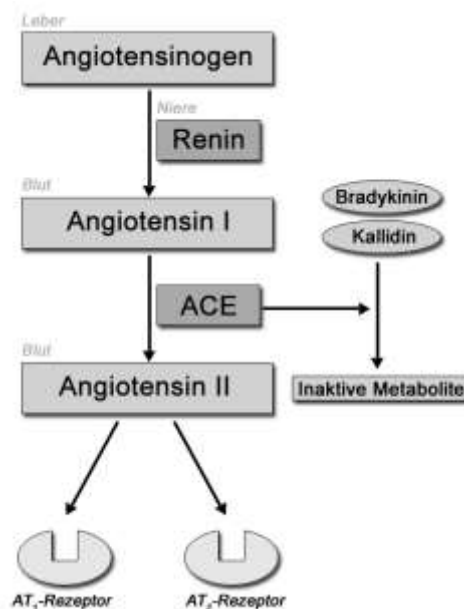 Leber
Angiotensinogen
Niere
Renin
Blut
Angiotensin I
Bradykinin
Kallidin
ACE
Blut
Angiotensin II
Inaktive Metabolite
AT₁-Rezeptor
AT₂-Rezeptor